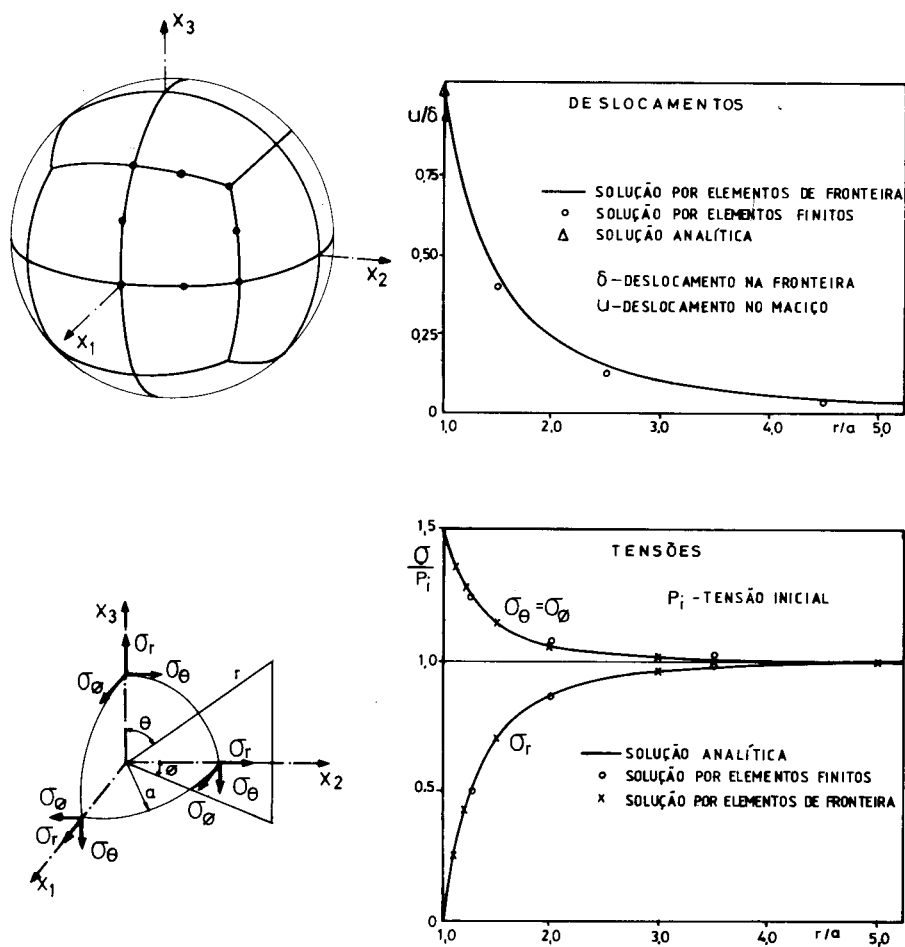 X3
X2
X1
DESLOCAMENTOS
u/δ
0,75
0,50
0,25
0
SOLUÇÃO POR ELEMENTOS DE FRONTEIRA
SOLUÇÃO POR ELEMENTOS FINITOS
SOLUÇÃO ANALÍTICA
δ-DESLOCAMENTO NA FRONTEIRA
u-DESLOCAMENTO NO MACIÇO
1,0 2,0 3,0 4,0 r/a 5,0
X3
σr
σθ
σø
r
θ
σr
X2
ø
a
σø
σθ
σø
σr
σθ
X1
1,5
σ/Pi
1,0
0,5
0
TENSÕES
Pi-TENSÃO INICIAL
σθ=σø
σr
SOLUÇÃO ANALÍTICA
SOLUÇÃO POR ELEMENTOS FINITOS
SOLUÇÃO POR ELEMENTOS DE FRONTEIRA
1,0 2,0 3,0 4,0 r/a 5,0